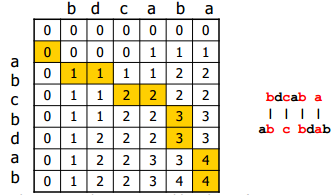 b d c a b a
0 0 0 0 0 0 0
a 0 0 0 0 1 1 1
b 0 1 1 1 1 2 2
c 0 1 1 2 2 2 2
b 0 1 1 2 2 3 3
d 0 1 2 2 2 3 3
a 0 1 2 2 3 3 4
b 0 1 2 2 3 4 4
bdcab a
| | | |
ab c bdab